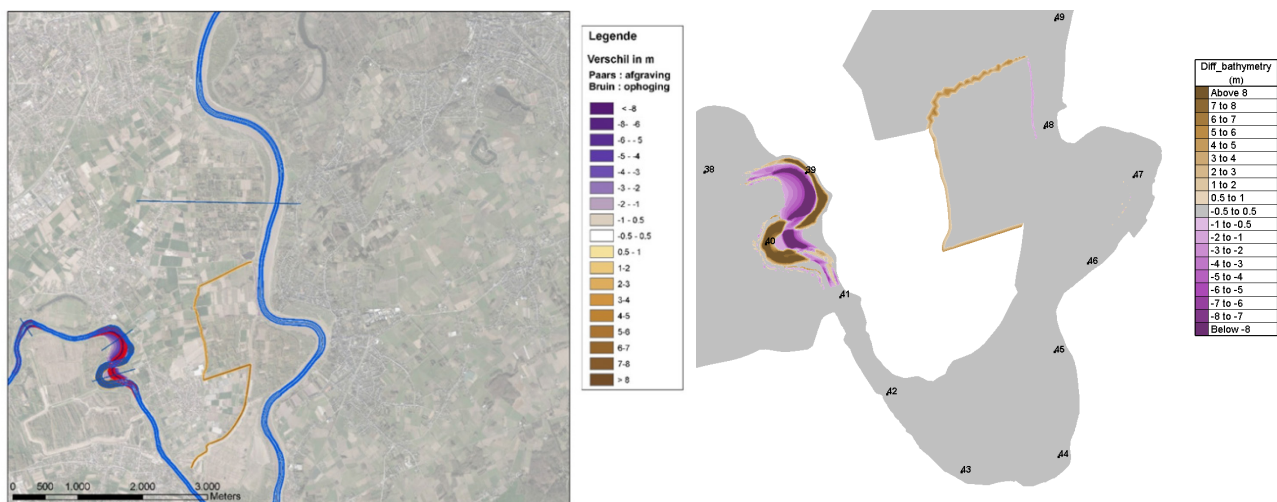 0 500 1.000 2.000 3.000
Meters
Legende
Verschil in m
Paars : afgraving
Bruin : ophoging
< -8
-8- -6
-6 - -5
-5 - -4
-4 - -3
-3 - -2
-2 - -1
-1 - 0.5
-0.5 - 0.5
0.5 - 1
1-2
2-3
3-4
4-5
5-6
6-7
7-8
> 8
49
48
47
46
45
44
43
42
41
40
39
38
Diff_bathymetry
(m)
Above 8
7 to 8
6 to 7
5 to 6
4 to 5
3 to 4
2 to 3
1 to 2
0.5 to 1
-0.5 to 0.5
-1 to -0.5
-2 to -1
-3 to -2
-4 to -3
-5 to -4
-6 to -5
-7 to -6
-8 to -7
Below -8